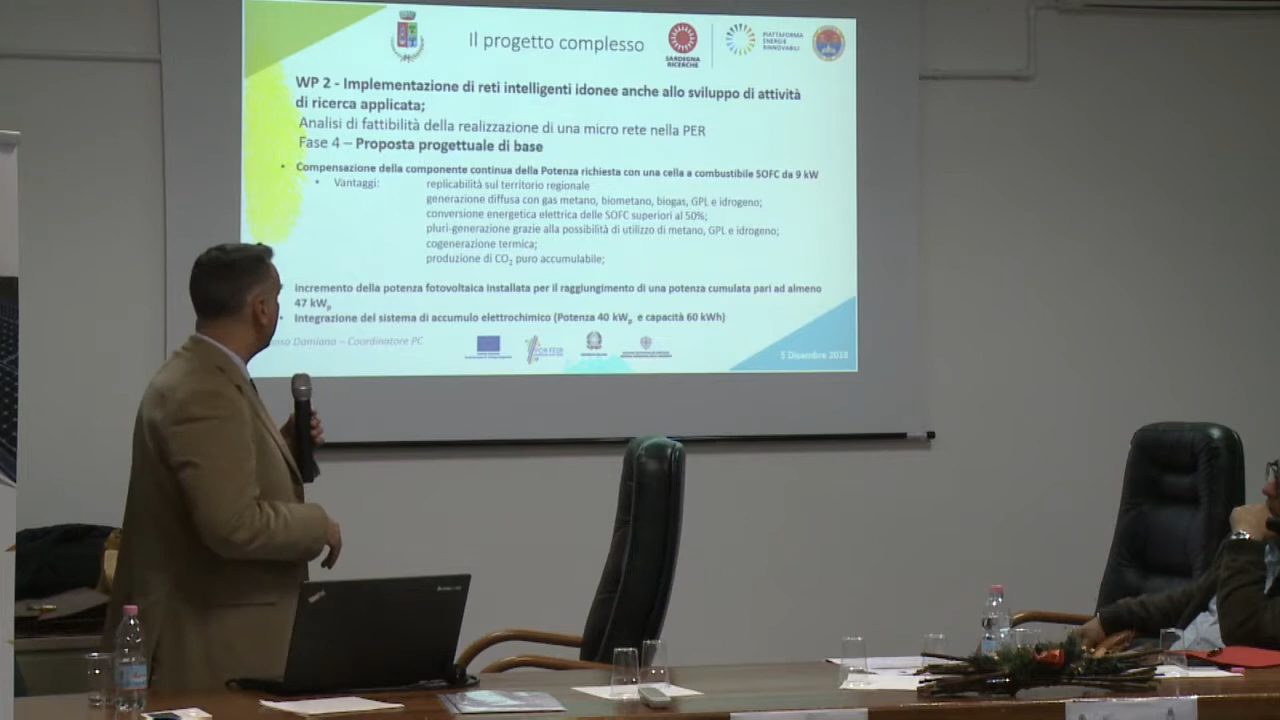 Il progetto complesso
SARDEGNA
RICERCHE
PIATTAFORMA
ENERGIE
RINNOVABILI
WP 2 - Implementazione di reti intelligenti idonee anche allo sviluppo di attività
di ricerca applicata;
Analisi di fattibilità della realizzazione di una micro rete nella PER
Fase 4 – Proposta progettuale di base
• Compensazione della componente continua della Potenza richiesta con una cella a combustibile SOFC da 9 kW
• Vantaggi: replicabilità sul territorio regionale
generazione diffusa con gas metano, biometano, biogas, GPL e idrogeno;
conversione energetica elettrica delle SOFC superiori al 50%;
pluri-generazione grazie alla possibilità di utilizzo di metano, GPL e idrogeno;
cogenerazione termica;
produzione di CO₂ puro accumulabile;
Incremento della potenza fotovoltaica installata per il raggiungimento di una potenza cumulata pari ad almeno
47 kWₚ
• Integrazione del sistema di accumulo elettrochimico (Potenza 40 kWₚ e capacità 60 kWh)
Damiano – Coordinatore PC
5 Dicembre 2018